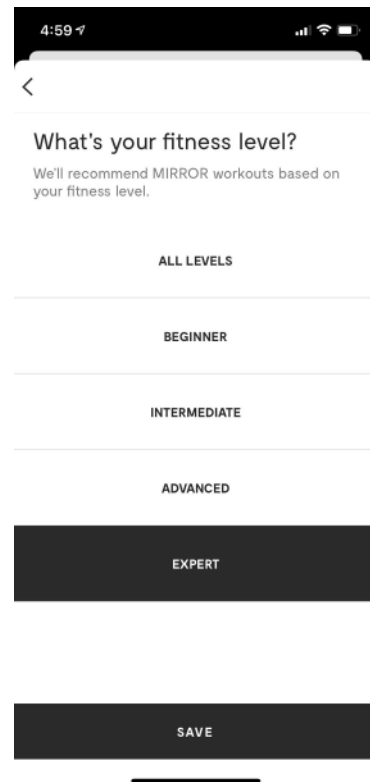 4:59
What's your fitness level?
We'll recommend MIRROR workouts based on
your fitness level.
ALL LEVELS
BEGINNER
INTERMEDIATE
ADVANCED
EXPERT
SAVE